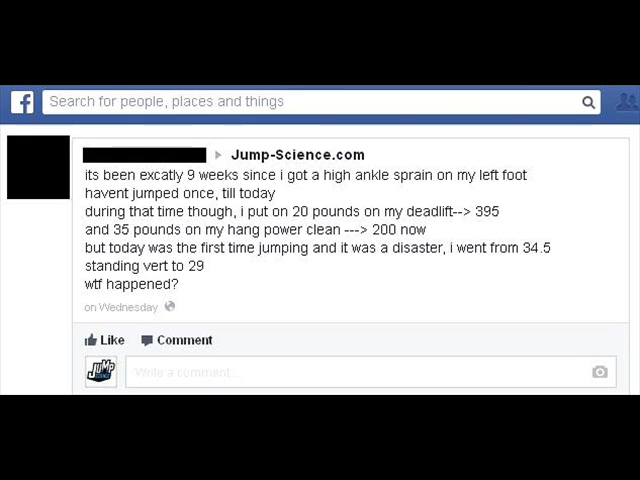 f Search for people, places and things
Jump-Science.com
its been excatly 9 weeks since i got a high ankle sprain on my left foot
havent jumped once, till today
during that time though, i put on 20 pounds on my deadlift--> 395
and 35 pounds on my hang power clean ---> 200 now
but today was the first time jumping and it was a disaster, i went from 34.5
standing vert to 29
wtf happened?
on Wednesday
Like Comment
JUMP SCIENCE Write a comment...